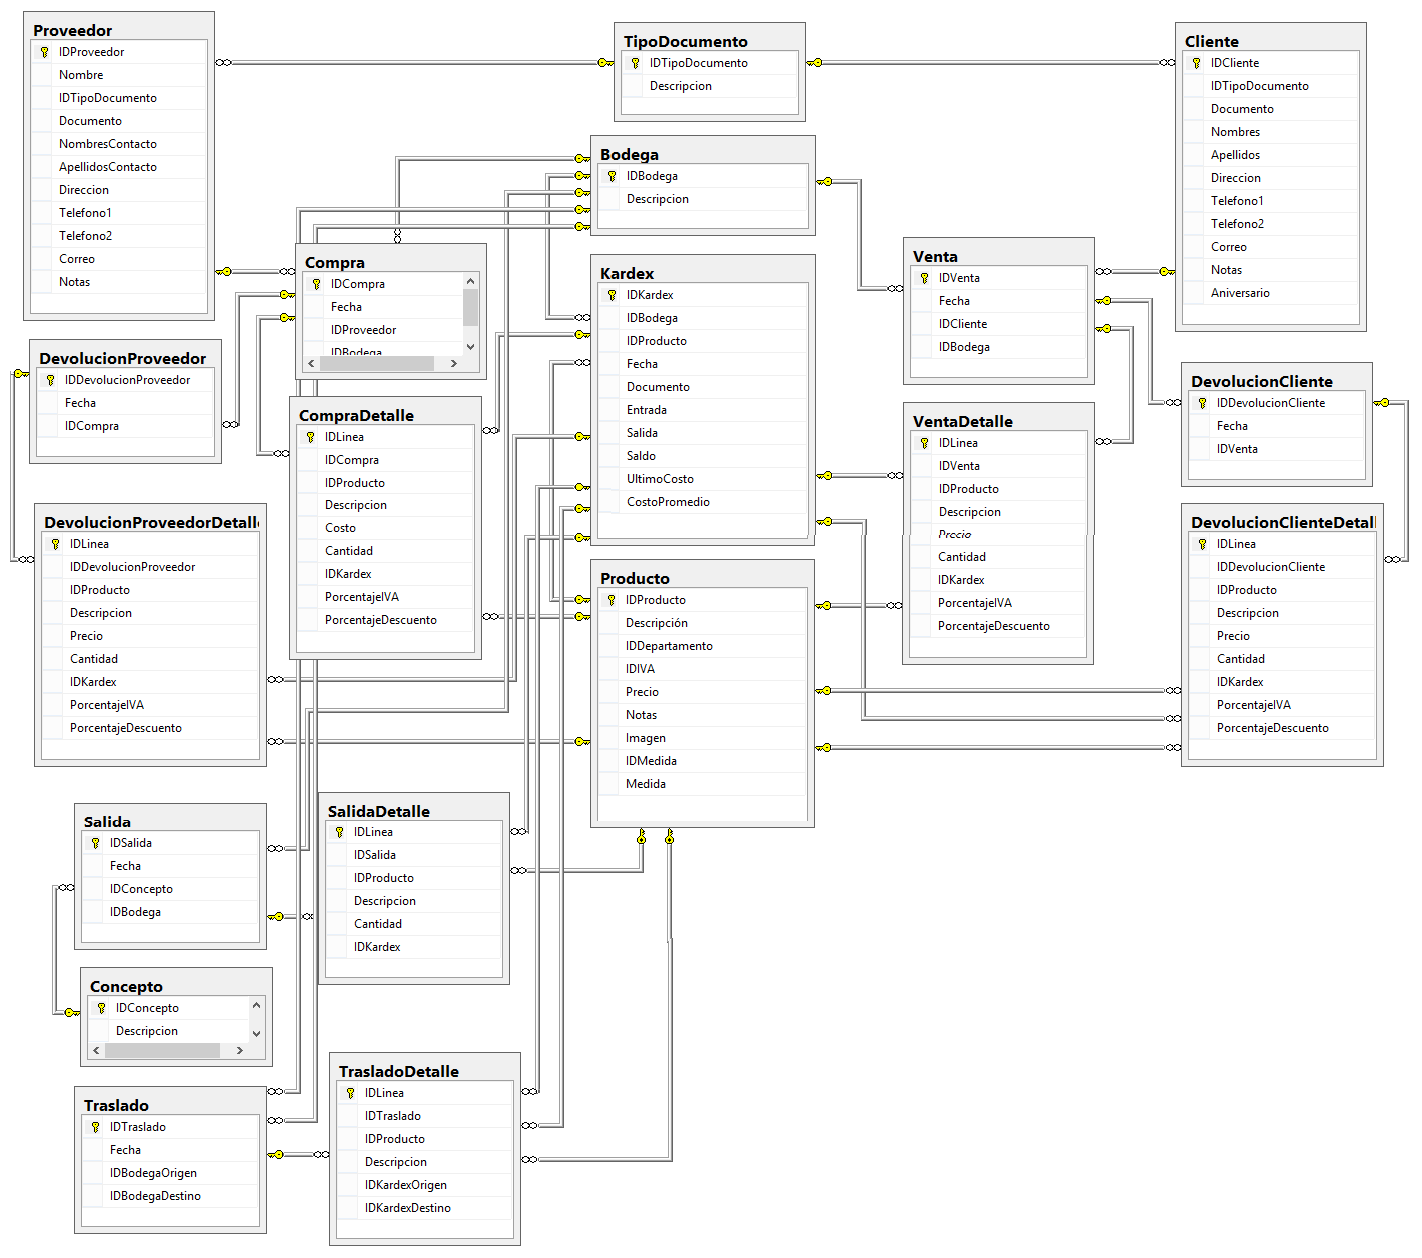 Proveedor
IDProveedor
Nombre
IDTipoDocumento
Documento
NombresContacto
ApellidosContacto
Direccion
Telefono1
Telefono2
Correo
Notas
TipoDocumento
IDTipoDocumento
Descripcion
Cliente
IDCliente
IDTipoDocumento
Documento
Nombres
Apellidos
Direccion
Telefono1
Telefono2
Correo
Notas
Aniversario
Bodega
IDBodega
Descripcion
Compra
IDCompra
Fecha
IDProveedor
IDBodega
Kardex
IDKardex
IDBodega
IDProducto
Fecha
Documento
Entrada
Salida
Saldo
UltimoCosto
CostoPromedio
Venta
IDVenta
Fecha
IDCliente
IDBodega
DevolucionProveedor
IDDevolucionProveedor
Fecha
IDCompra
CompraDetalle
IDLinea
IDCompra
IDProducto
Descripcion
Costo
Cantidad
IDKardex
PorcentajeIVA
PorcentajeDescuento
VentaDetalle
IDLinea
IDVenta
IDProducto
Descripcion
Precio
Cantidad
IDKardex
PorcentajeIVA
PorcentajeDescuento
DevolucionCliente
IDDevolucionCliente
Fecha
IDVenta
DevolucionProveedorDetall
IDLinea
IDDevolucionProveedor
IDProducto
Descripcion
Precio
Cantidad
IDKardex
PorcentajeIVA
PorcentajeDescuento
Producto
IDProducto
Descripción
IDDepartamento
IDIVA
Precio
Notas
Imagen
IDMedida
Medida
DevolucionClienteDetall
IDLinea
IDDevolucionCliente
IDProducto
Descripcion
Precio
Cantidad
IDKardex
PorcentajeIVA
PorcentajeDescuento
Salida
IDSalida
Fecha
IDConcepto
IDBodega
SalidaDetalle
IDLinea
IDSalida
IDProducto
Descripcion
Cantidad
IDKardex
Concepto
IDConcepto
Descripcion
Traslado
IDTraslado
Fecha
IDBodegaOrigen
IDBodegaDestino
TrasladoDetalle
IDLinea
IDTraslado
IDProducto
Descripcion
IDKardexOrigen
IDKardexDestino